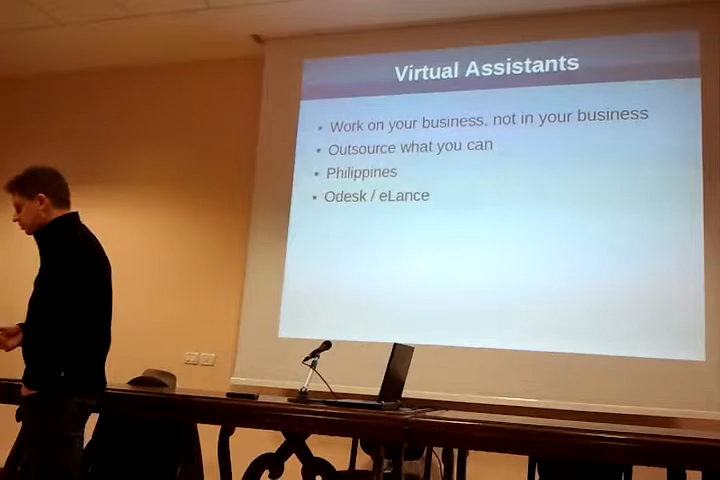 Virtual Assistants
• Work on your business, not in your business
• Outsource what you can
• Philippines
• Odesk / eLance